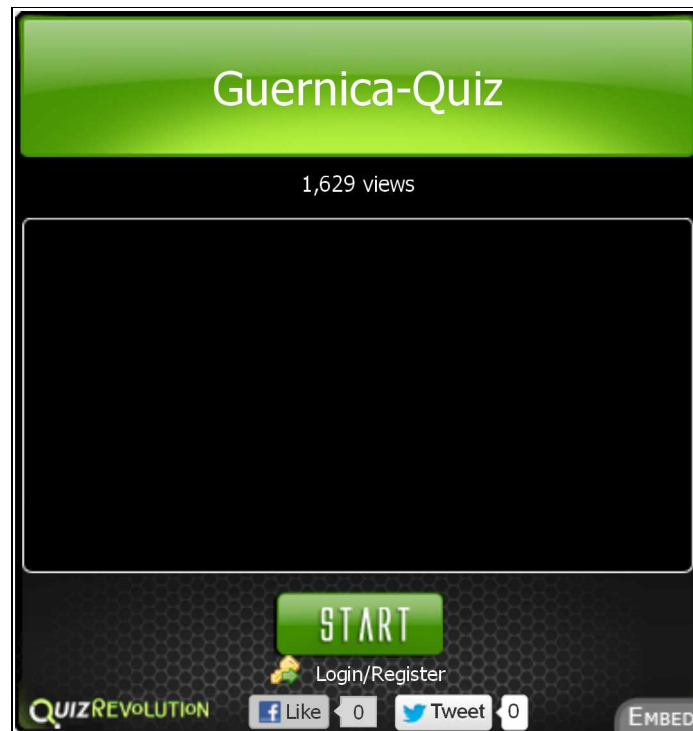 Guernica-Quiz
1,629 views
START
Login/Register
QUIZREVOLUTION
Like 0 Tweet 0
EMBED